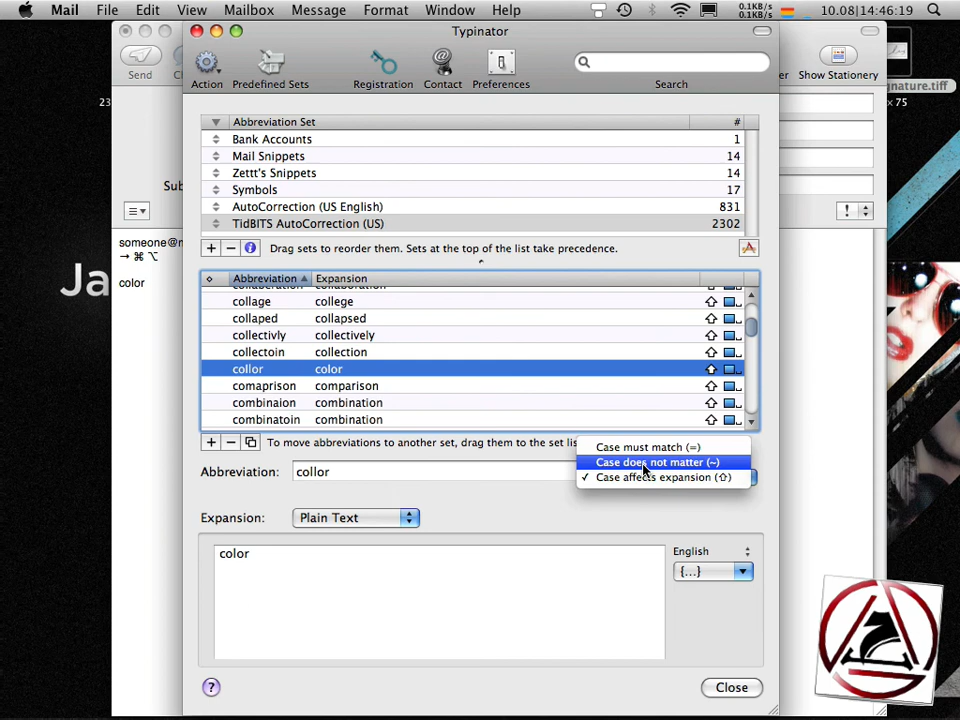 Mail File Edit View Mailbox Message Format Window Help 0.1KB/s 0.1KB/s 10.08|14:46:19
Typinator
Send
Action Predefined Sets Registration Contact Preferences Search
Show Stationery
gnature.tiff
23
× 75
Abbreviation Set #
Bank Accounts 1
Mail Snippets 14
Zettt's Snippets 14
Sub
Symbols 17
AutoCorrection (US English) 831
TidBITS AutoCorrection (US) 2302
!
someone@m
→ ⌘ ⌥
color
Ja
+ − i Drag sets to reorder them. Sets at the top of the list take precedence.
Abbreviation Expansion
collaberation collaboration
collage college
collaped collapsed
collectivly collectively
collectoin collection
collor color
comaprison comparison
combinaion combination
combinatoin combination
+ − To move abbreviations to another set, drag them to the set lis
Case must match (=)
Case does not matter (~)
✓ Case affects expansion (⇧)
Abbreviation: collor
Expansion: Plain Text
color
English
{...}
? Close